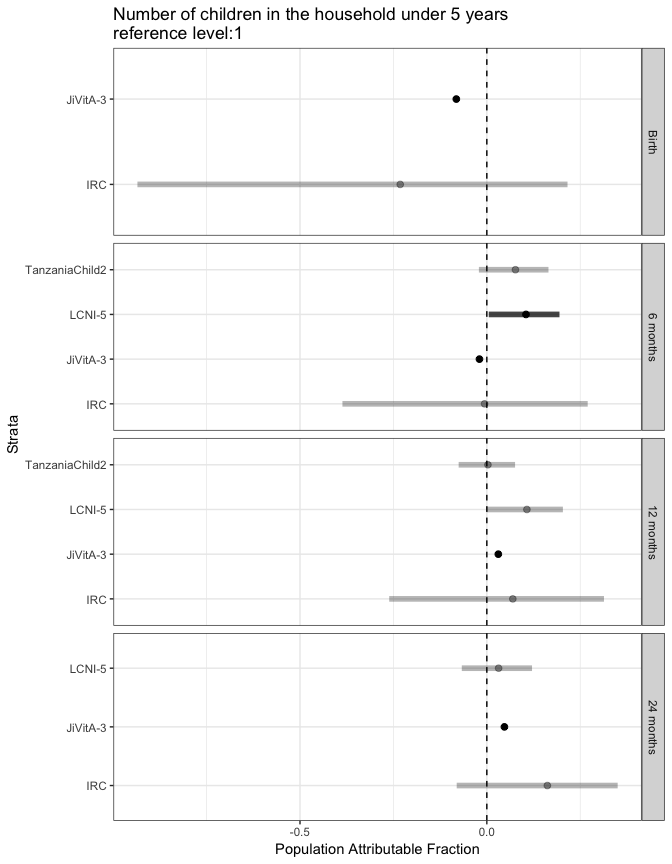 Number of children in the household under 5 years
reference level:1
JiVitA-3
IRC
Birth
TanzaniaChild2
LCNI-5
JiVitA-3
IRC
6 months
Strata
TanzaniaChild2
LCNI-5
JiVitA-3
IRC
12 months
LCNI-5
JiVitA-3
IRC
24 months
-0.5
0.0
Population Attributable Fraction